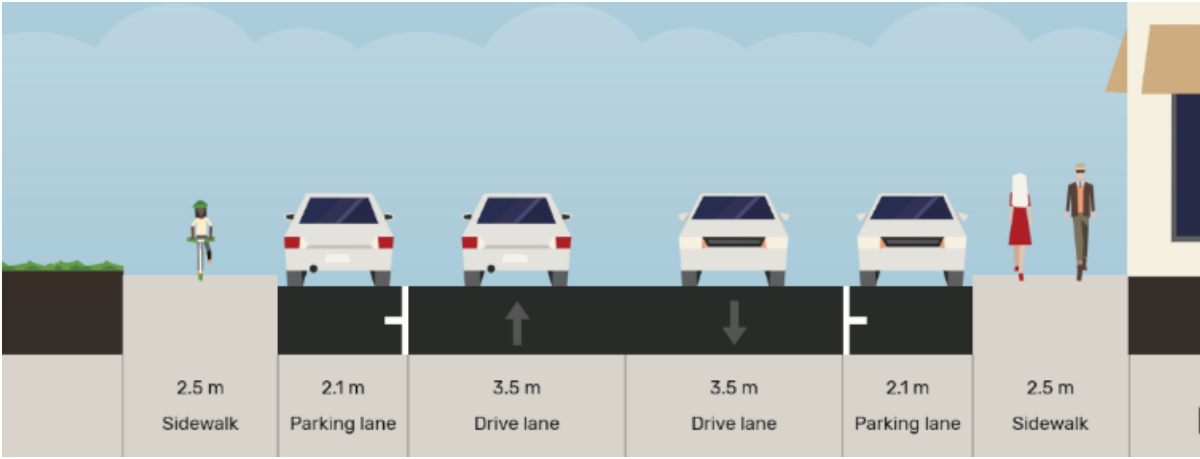 2.5 m
Sidewalk
2.1 m
Parking lane
3.5 m
Drive lane
3.5 m
Drive lane
2.1 m
Parking lane
2.5 m
Sidewalk